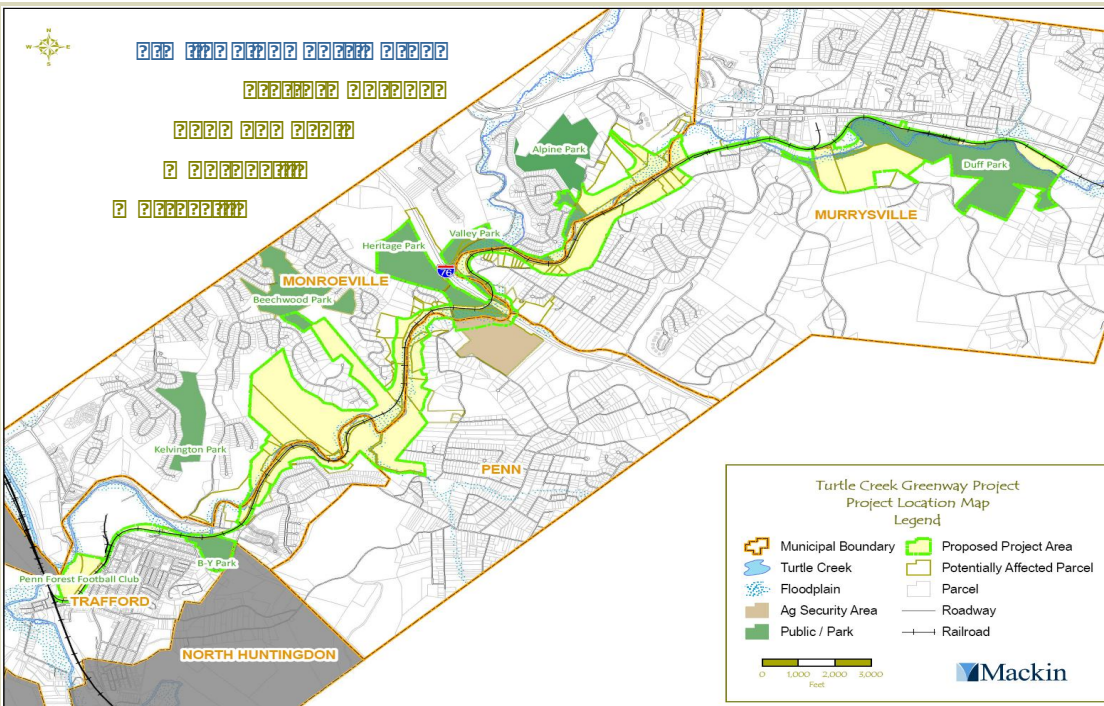 N
W E
S
Alpine Park
Duff Park
MURRYSVILLE
Valley Park
Heritage Park
76
MONROEVILLE
Beechwood Park
Kelvington Park
PENN
B-Y Park
Penn Forest Football Club
TRAFFORD
NORTH HUNTINGDON
Turtle Creek Greenway Project
Project Location Map
Legend
Municipal Boundary
Turtle Creek
Floodplain
Ag Security Area
Public / Park
Proposed Project Area
Potentially Affected Parcel
Parcel
Roadway
Railroad
0 1,000 2,000 3,000
Feet
Mackin